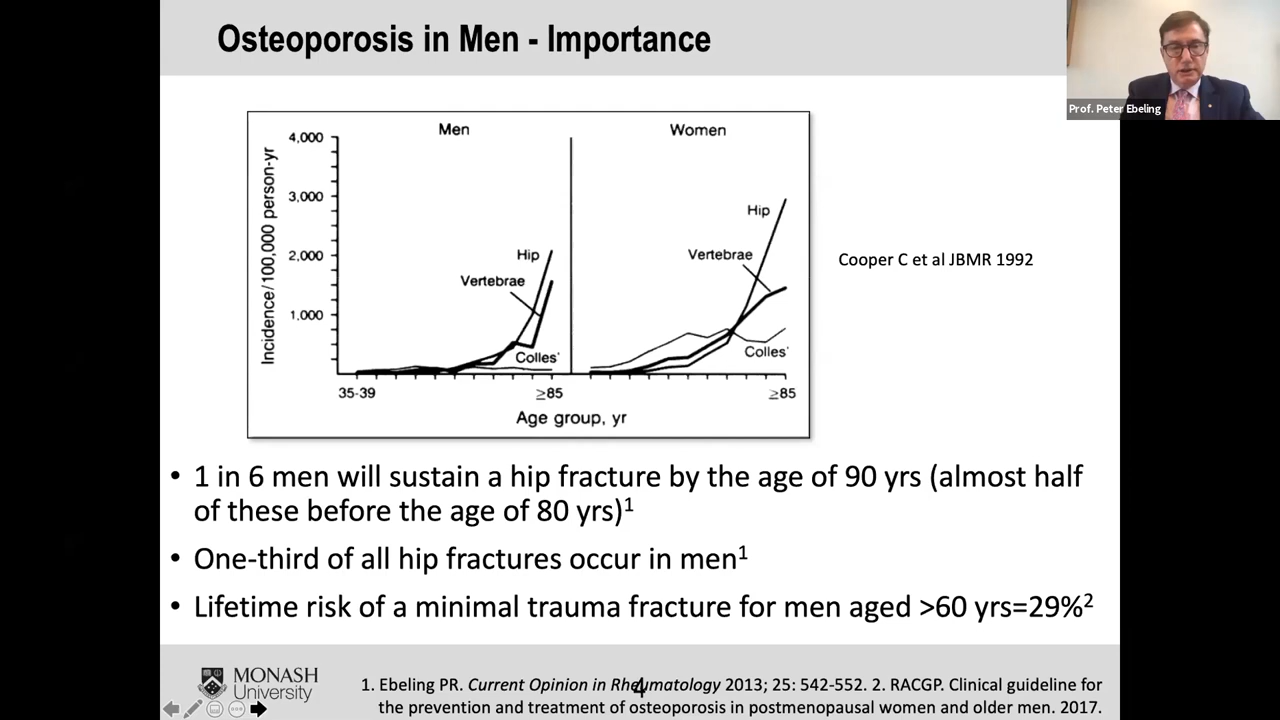 Osteoporosis in Men - Importance
Prof. Peter Ebeling
Men
Women
Incidence/100,000 person-yr
4,000
3,000
2,000
1.000
Hip
Vertebrae
Colles'
Hip
Vertebrae
Colles'
35-39
≥85
≥85
Age group, yr
Cooper C et al JBMR 1992
• 1 in 6 men will sustain a hip fracture by the age of 90 yrs (almost half
of these before the age of 80 yrs)1
• One-third of all hip fractures occur in men1
• Lifetime risk of a minimal trauma fracture for men aged >60 yrs=29%2
MONASH
University
1. Ebeling PR. Current Opinion in Rheumatology 2013; 25: 542-552. 2. RACGP. Clinical guideline for
the prevention and treatment of osteoporosis in postmenopausal women and older men. 2017.
4